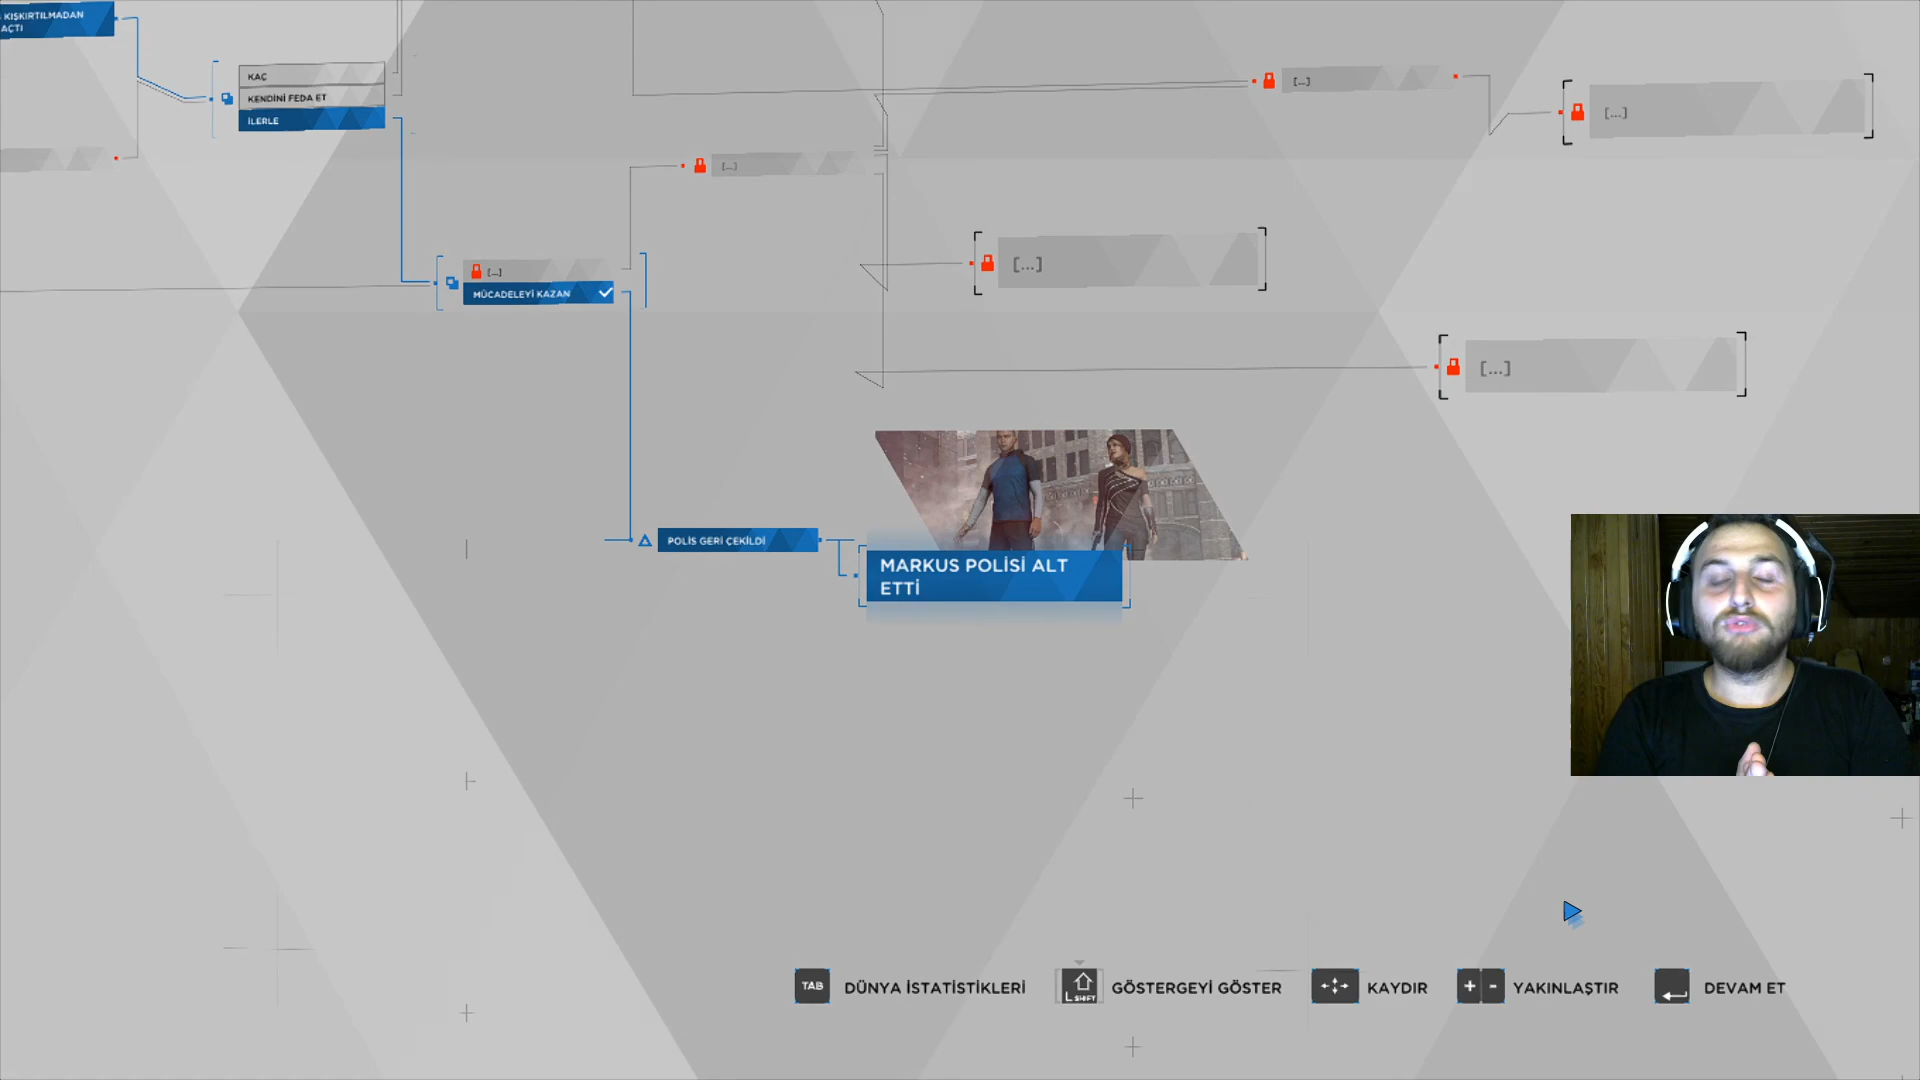 KIŞKIRTILMADAN
AÇTI
KAÇ
KENDİNİ FEDA ET
İLERLE
[...]
[...]
[...]
[...]
MÜCADELEYİ KAZAN
[...]
[...]
POLİS GERİ ÇEKİLDİ
MARKUS POLİSİ ALT
ETTİ
TAB DÜNYA İSTATİSTİKLERİ
L SHIFT GÖSTERGEYİ GÖSTER
KAYDIR
+ - YAKINLAŞTIR
DEVAM ET